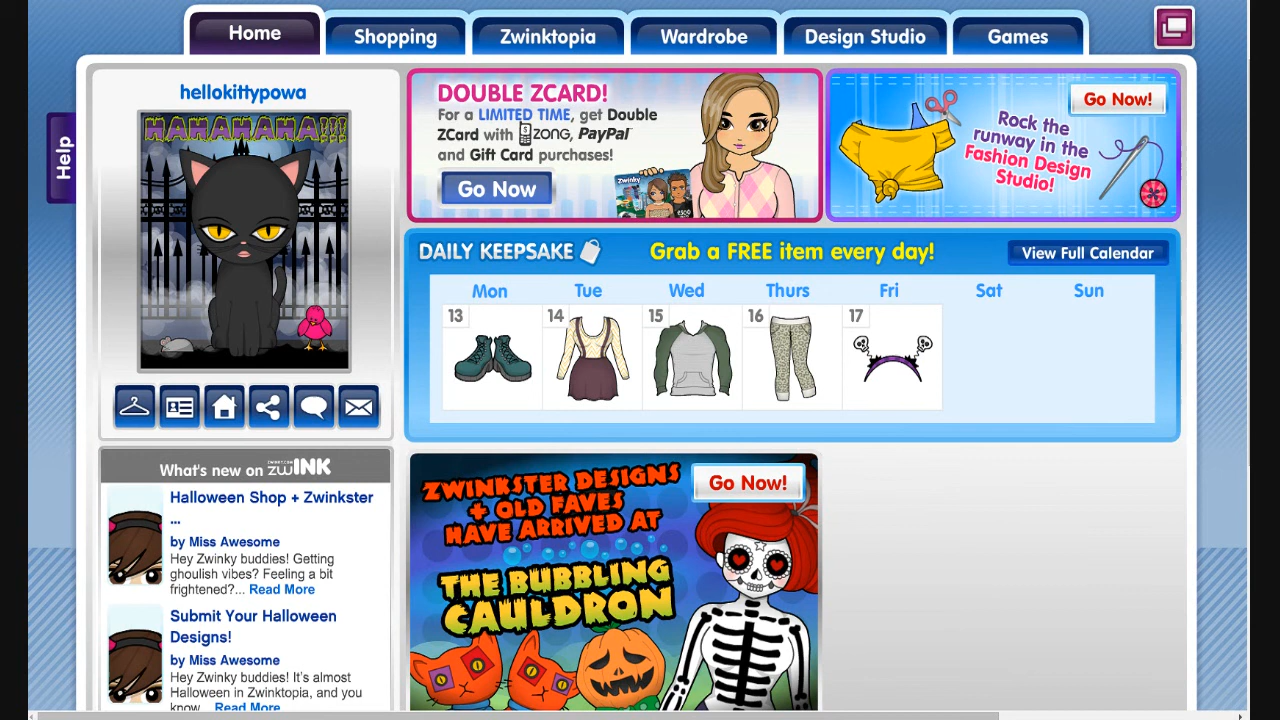 Home
Shopping
Zwinktopia
Wardrobe
Design Studio
Games
Help
hellokittypowa
HAHAHAHA!!!
DOUBLE ZCARD!
For a LIMITED TIME, get Double
ZCard with ZONG, PayPal
and Gift Card purchases!
Go Now
Zwinky
Go Now!
Rock the
runway in the
Fashion Design
Studio!
DAILY KEEPSAKE
Grab a FREE item every day!
View Full Calendar
Mon Tue Wed Thurs Fri Sat Sun
13 14 15 16 17
What's new on zwINK
Halloween Shop + Zwinkster
...
by Miss Awesome
Hey Zwinky buddies! Getting
ghoulish vibes? Feeling a bit
frightened?... Read More
Submit Your Halloween
Designs!
by Miss Awesome
Hey Zwinky buddies! It's almost
Halloween in Zwinktopia, and you
know... Read More
ZWINKSTER DESIGNS
+ OLD FAVES
HAVE ARRIVED AT
THE BUBBLING
CAULDRON
Go Now!